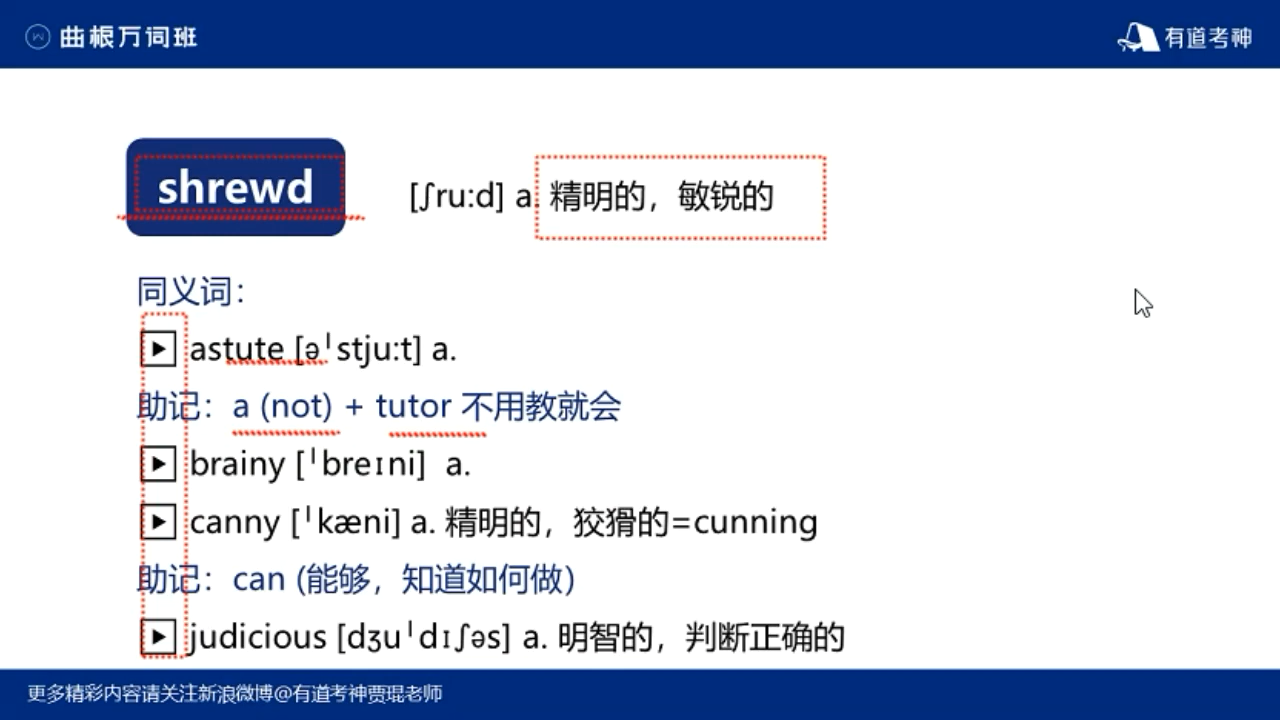 曲根万词班
有道考神
shrewd
[ʃru:d] a. 精明的，敏锐的
同义词：
astute [əˈstju:t] a.
助记：a (not) + tutor 不用教就会
brainy [ˈbreɪni] a.
canny [ˈkæni] a. 精明的，狡猾的=cunning
助记：can (能够，知道如何做)
judicious [dʒuˈdɪʃəs] a. 明智的，判断正确的
更多精彩内容请关注新浪微博@有道考神贾琨老师